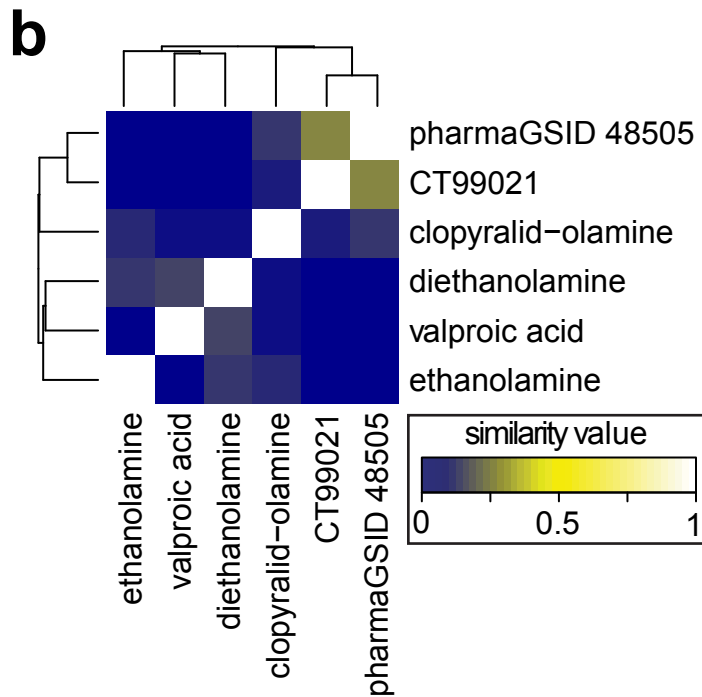 b
pharmaGSID 48505
CT99021
clopyralid−olamine
diethanolamine
valproic acid
ethanolamine
ethanolamine
valproic acid
diethanolamine
clopyralid−olamine
CT99021
pharmaGSID 48505
similarity value
0 0.5 1